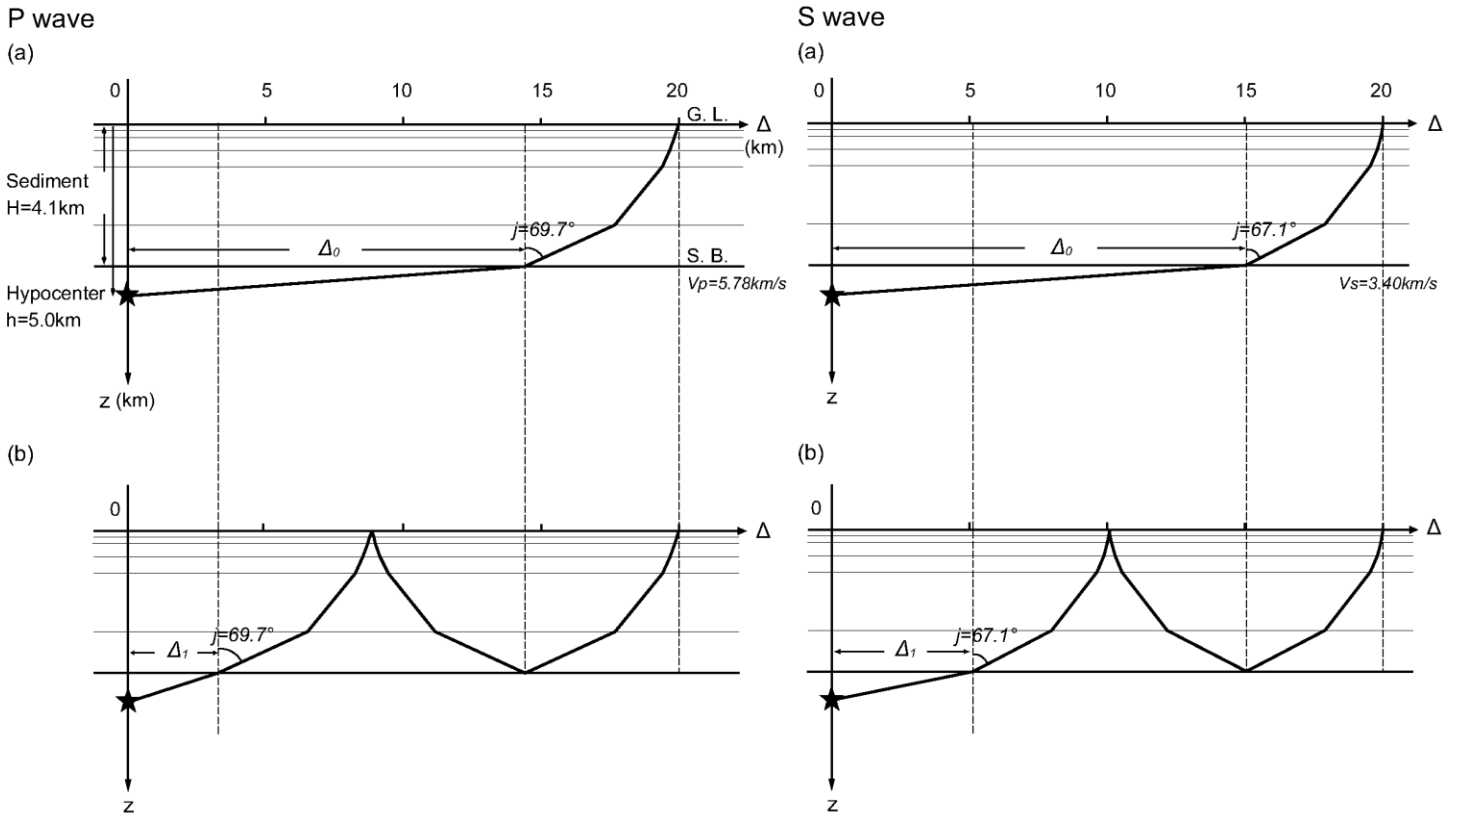 P wave
(a)
0 5 10 15 20
G. L.
Δ
(km)
Sediment
H=4.1km
j=69.7°
Δ₀
S. B.
Vp=5.78km/s
Hypocenter
h=5.0km
z (km)
(b)
0
Δ
j=69.7°
Δ₁
z
S wave
(a)
0 5 10 15 20
Δ
j=67.1°
Δ₀
Vs=3.40km/s
z
(b)
0
Δ
j=67.1°
Δ₁
z